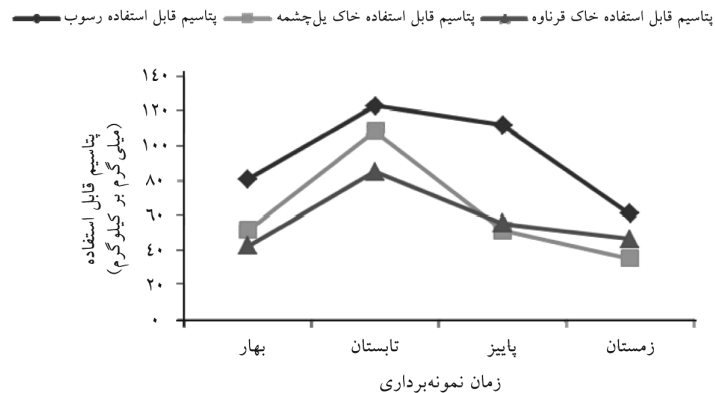 پتاسیم قابل استفاده خاک قرناوه
پتاسیم قابل استفاده خاک یل‌چشمه
پتاسیم قابل استفاده رسوب
پتاسیم قابل استفاده
(میلی‌گرم بر کیلوگرم)
۱۴۰
۱۲۰
۱۰۰
۸۰
۶۰
۴۰
۲۰
۰
بهار
تابستان
پاییز
زمستان
زمان نمونه‌برداری